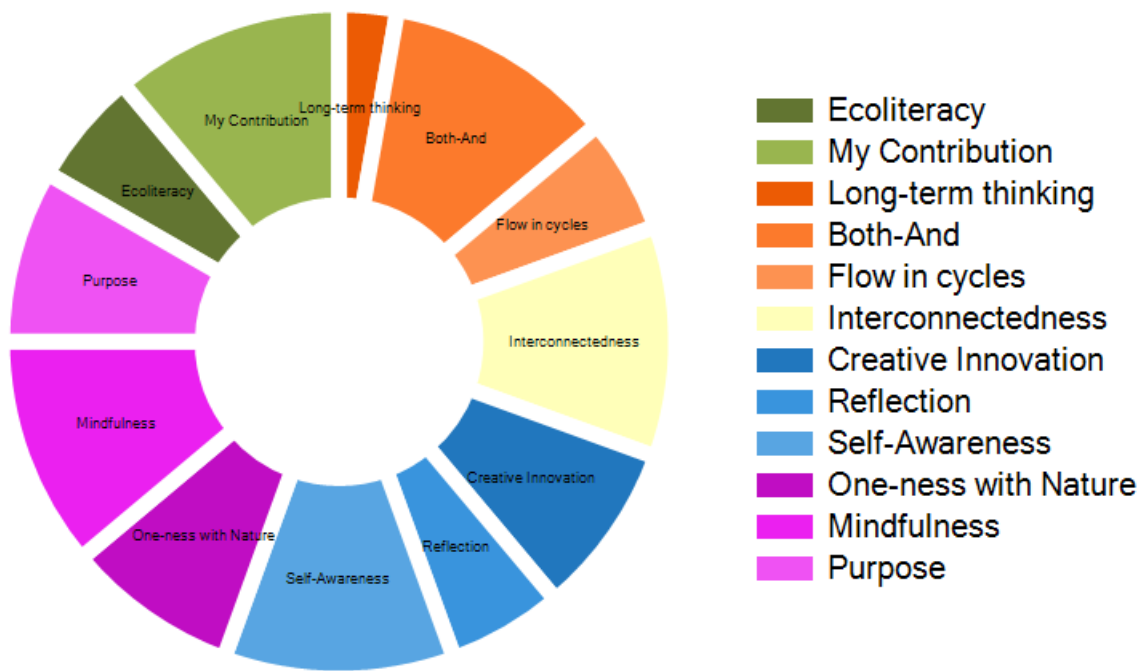 Long-term thinking
My Contribution
Both-And
Ecoliteracy
Flow in cycles
Purpose
Interconnectedness
Mindfulness
Creative Innovation
One-ness with Nature
Reflection
Self-Awareness
Ecoliteracy
My Contribution
Long-term thinking
Both-And
Flow in cycles
Interconnectedness
Creative Innovation
Reflection
Self-Awareness
One-ness with Nature
Mindfulness
Purpose